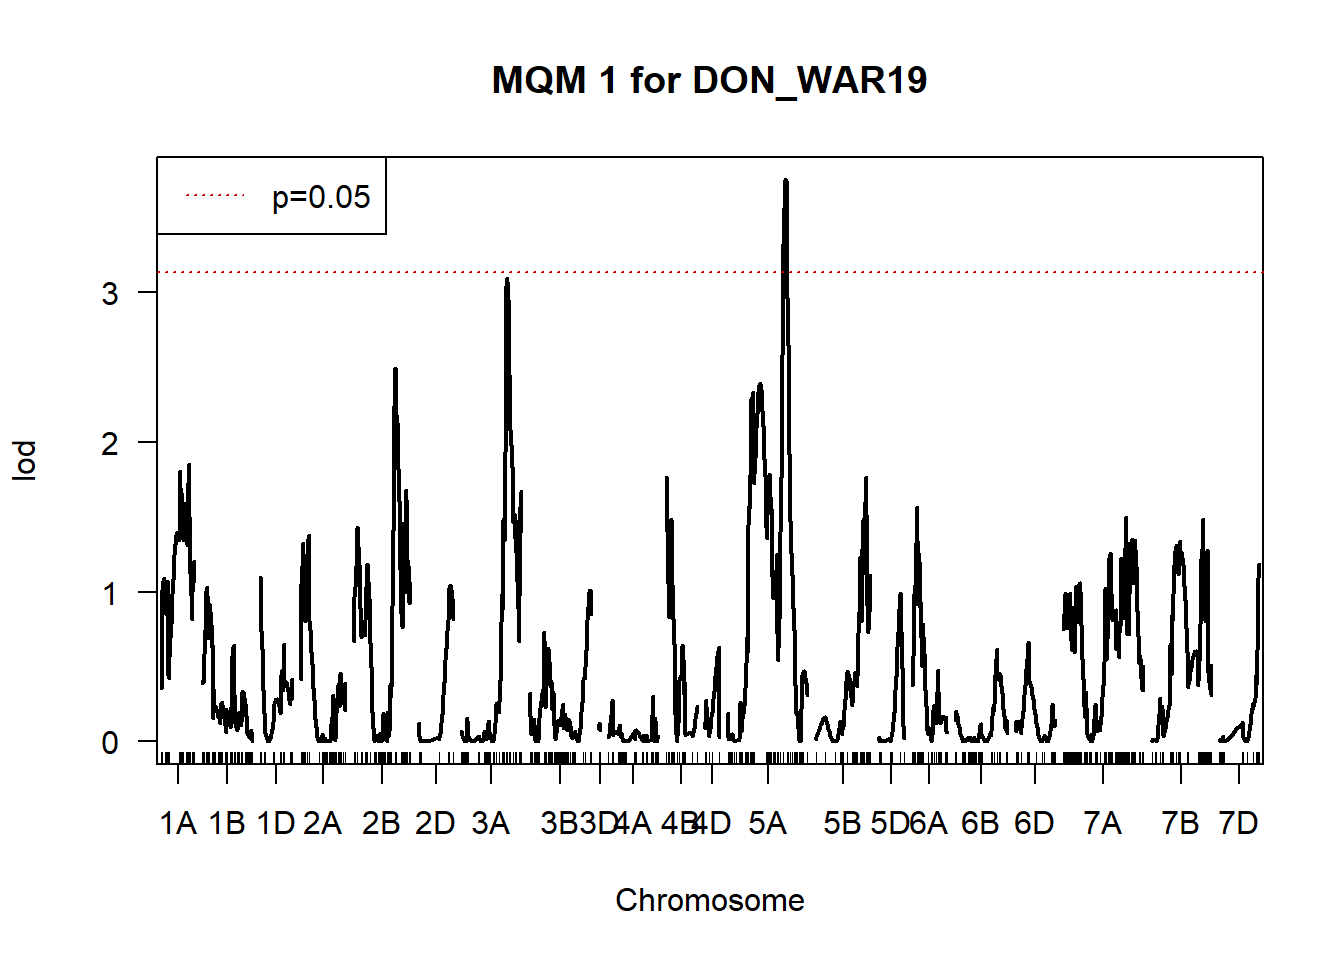 MQM 1 for DON_WAR19
p=0.05
3
2
1
0
lod
1A 1B 1D 2A 2B 2D 3A 3B 3D 4A 4B 4D 5A 5B 5D 6A 6B 6D 7A 7B 7D
Chromosome